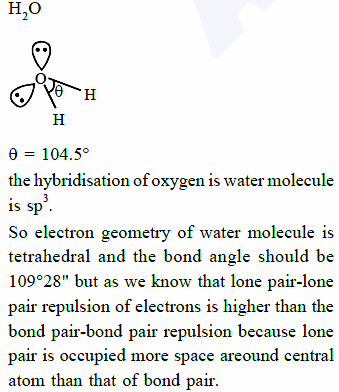 H₂O
O
θ
H
H
θ = 104.5°
the hybridisation of oxygen is water molecule
is sp³.
So electron geometry of water molecule is
tetrahedral and the bond angle should be
109°28" but as we know that lone pair-lone
pair repulsion of electrons is higher than the
bond pair-bond pair repulsion because lone
pair is occupied more space areound central
atom than that of bond pair.